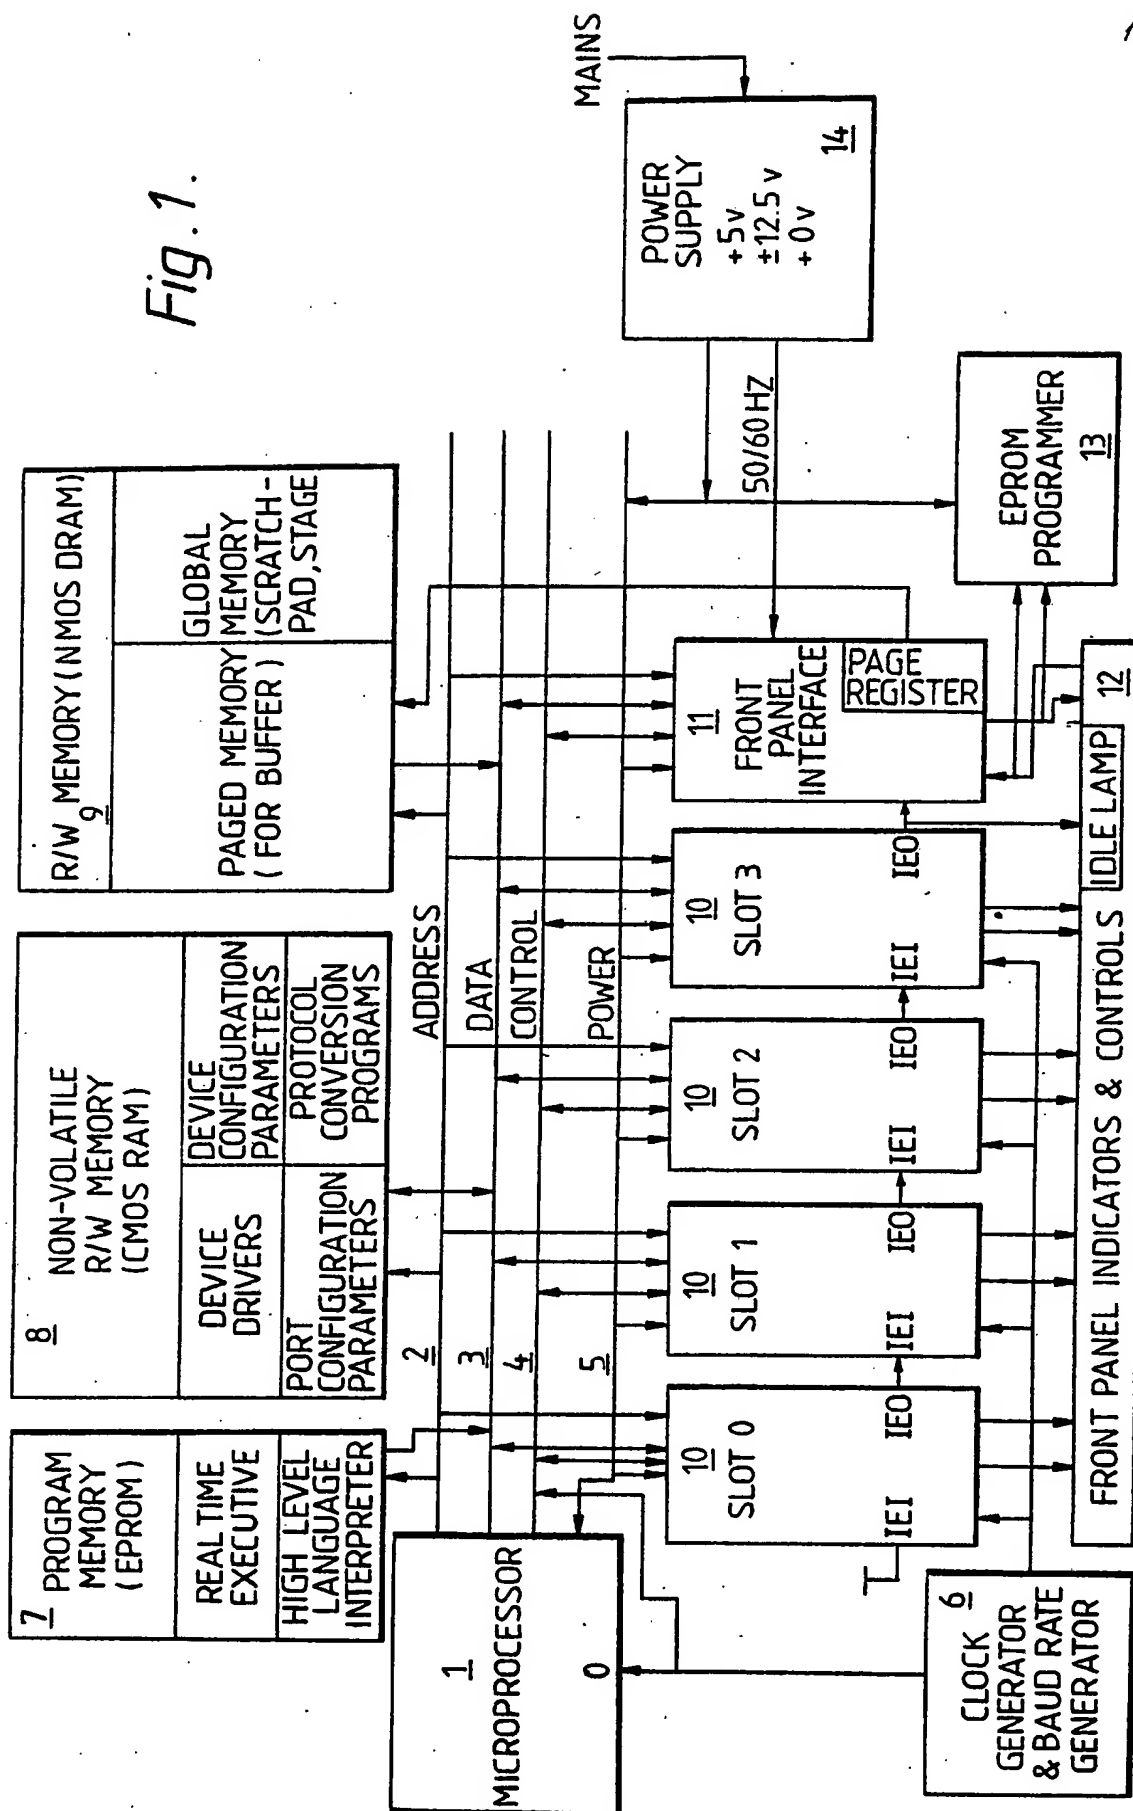 Fig. 1.
7
PROGRAM
MEMORY
(EPROM)
REAL TIME
EXECUTIVE
HIGH LEVEL
LANGUAGE
INTERPRETER
8
NON-VOLATILE
R/W MEMORY
(CMOS RAM)
DEVICE
DRIVERS
DEVICE
CONFIGURATION
PARAMETERS
PORT
CONFIGURATION
PARAMETERS
PROTOCOL
CONVERSION
PROGRAMS
R/W MEMORY (NMOS DRAM)
9
PAGED MEMORY
(FOR BUFFER)
GLOBAL
MEMORY
(SCRATCH-
PAD, STAGE
1
MICROPROCESSOR
0
2
ADDRESS
3
DATA
4
CONTROL
5
POWER
MAINS
POWER
SUPPLY
+5v
±12.5v
+0v
14
50/60HZ
10
SLOT 0
IEI
IEO
10
SLOT 1
IEI
IEO
10
SLOT 2
IEI
IEO
10
SLOT 3
IEI
IEO
11
FRONT
PANEL
INTERFACE
PAGE
REGISTER
EPROM
PROGRAMMER
13
6
CLOCK
GENERATOR
& BAUD RATE
GENERATOR
FRONT PANEL INDICATORS & CONTROLS
IDLE LAMP
12